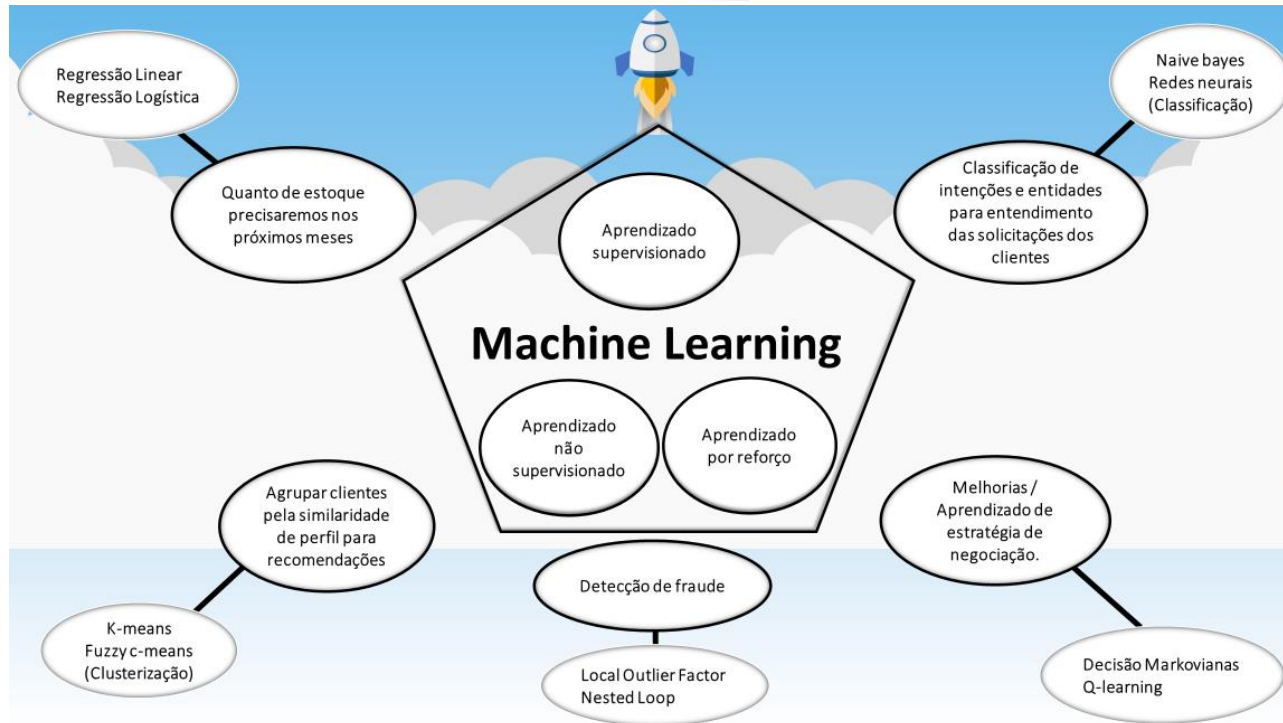 Regressão Linear
Regressão Logística
Quanto de estoque
precisaremos nos
próximos meses
Naive bayes
Redes neurais
(Classificação)
Classificação de
intenções e entidades
para entendimento
das solicitações dos
clientes
Aprendizado
supervisionado
Machine Learning
Aprendizado
não
supervisionado
Aprendizado
por reforço
Agrupar clientes
pela similaridade
de perfil para
recomendações
K-means
Fuzzy c-means
(Clusterização)
Detecção de fraude
Local Outlier Factor
Nested Loop
Melhorias /
Aprendizado de
estratégia de
negociação.
Decisão Markovianas
Q-learning